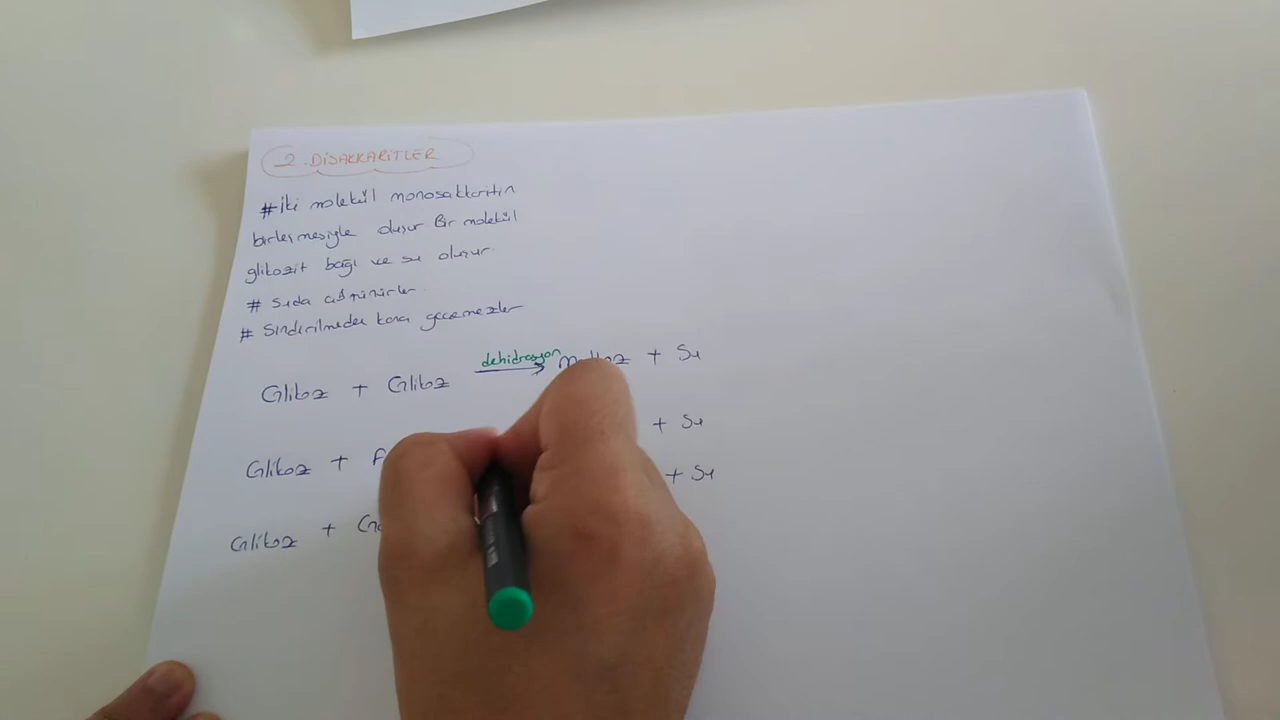 2. DİSAKKARİTLER
# İki molekül monosakkaritin
birleşmesiyle oluşur Bir molekül
glikozit bağı ve su oluşur.
# Suda çözünürler.
# Sindirilmeden kana geçemezler
Glikoz + Glikoz dehidrasyon + Su
Glikoz + + Su
Glikoz + + Su